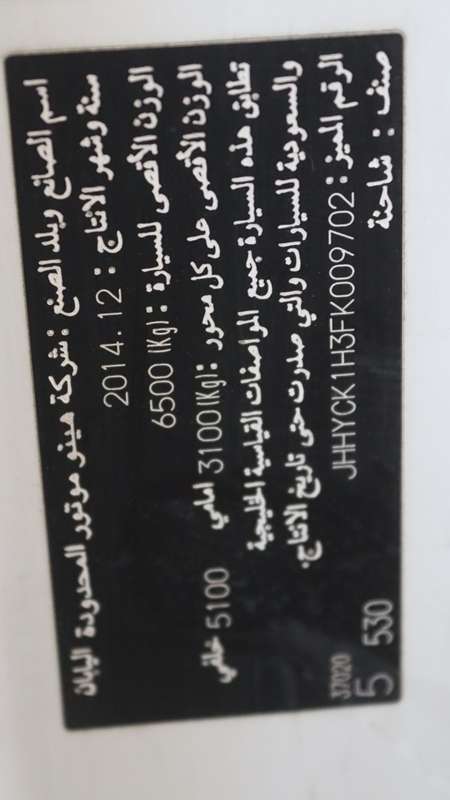 اسم الصانع وبلد الصنع : شركة هينو موتورز المحدودة اليابان
سنة وشهر الانتاج : 2014.12
الوزن الأقصى للسيارة : 6500 (Kg)
الوزن الأقصى على كل محور : 3100(Kg) امامي 5100 خلفي
تطابق هذه السيارة جميع المواصفات القياسية الخليجية
والسعودية للسيارات والتي صدرت حتى تاريخ الانتاج.
الرقم المميز : JHHYCK1H3FK009702
صنف : شاحنة
37020
5 530